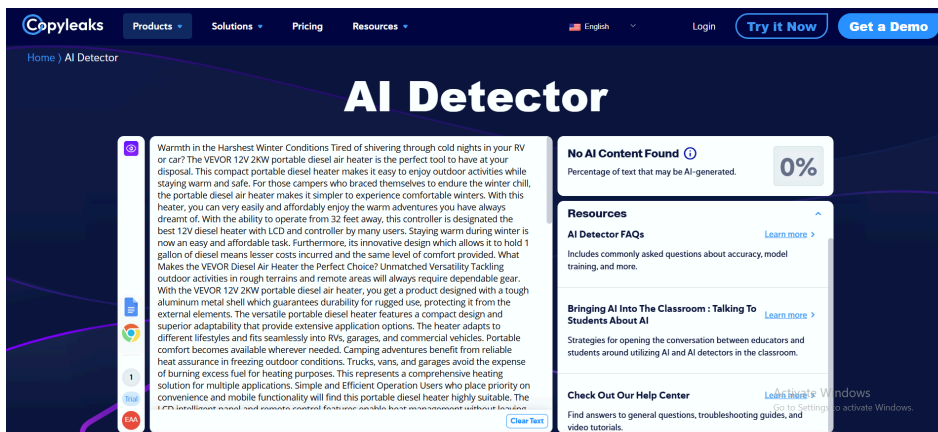 Copyleaks Products Solutions Pricing Resources English Login Try it Now Get a Demo
Home ) AI Detector
AI Detector
Warmth in the Harshest Winter Conditions Tired of shivering through cold nights in your RV
or car? The VEVOR 12V 2KW portable diesel air heater is the perfect tool to have at your
disposal. This compact portable diesel heater makes it easy to enjoy outdoor activities while
staying warm and safe. For those campers who braced themselves to endure the winter chill,
the portable diesel air heater makes it simpler to experience comfortable winters. With this
heater, you can very easily and affordably enjoy the warm adventures you have always
dreamt of. With the ability to operate from 32 feet away, this controller is designated the
best 12V diesel heater with LCD and controller by many users. Staying warm during winter is
now an easy and affordable task. Furthermore, its innovative design which allows it to hold 1
gallon of diesel means lesser costs incurred and the same level of comfort provided. What
Makes the VEVOR Diesel Air Heater the Perfect Choice? Unmatched Versatility Tackling
outdoor activities in rough terrains and remote areas will always require dependable gear.
With the VEVOR 12V 2KW portable diesel air heater, you get a product designed with a tough
aluminum metal shell which guarantees durability for rugged use, protecting it from the
external elements. The versatile portable diesel heater features a compact design and
superior adaptability that provide extensive application options. The heater adapts to
different lifestyles and fits seamlessly into RVs, garages, and commercial vehicles. Portable
comfort becomes available wherever needed. Camping adventures benefit from reliable
heat assurance in freezing outdoor conditions. Trucks, vans, and garages avoid the expense
of burning excess fuel for heating purposes. This represents a comprehensive heating
solution for multiple applications. Simple and Efficient Operation Users who place priority on
convenience and mobile functionality will find this portable diesel heater highly suitable. The
LCD intelligent panel and remote control features enable heat management without leaving
Clear Text
1
Trial
EAA
No AI Content Found
Percentage of text that may be AI-generated.
0%
Resources
AI Detector FAQs Learn more
Includes commonly asked questions about accuracy, model
training, and more.
Bringing AI Into The Classroom : Talking To
Students About AI Learn more
Strategies for opening the conversation between educators and
students around utilizing AI and AI detectors in the classroom.
Check Out Our Help Center Learn more
Find answers to general questions, troubleshooting guides, and
video tutorials.
Activate Windows
Go to Settings to activate Windows.